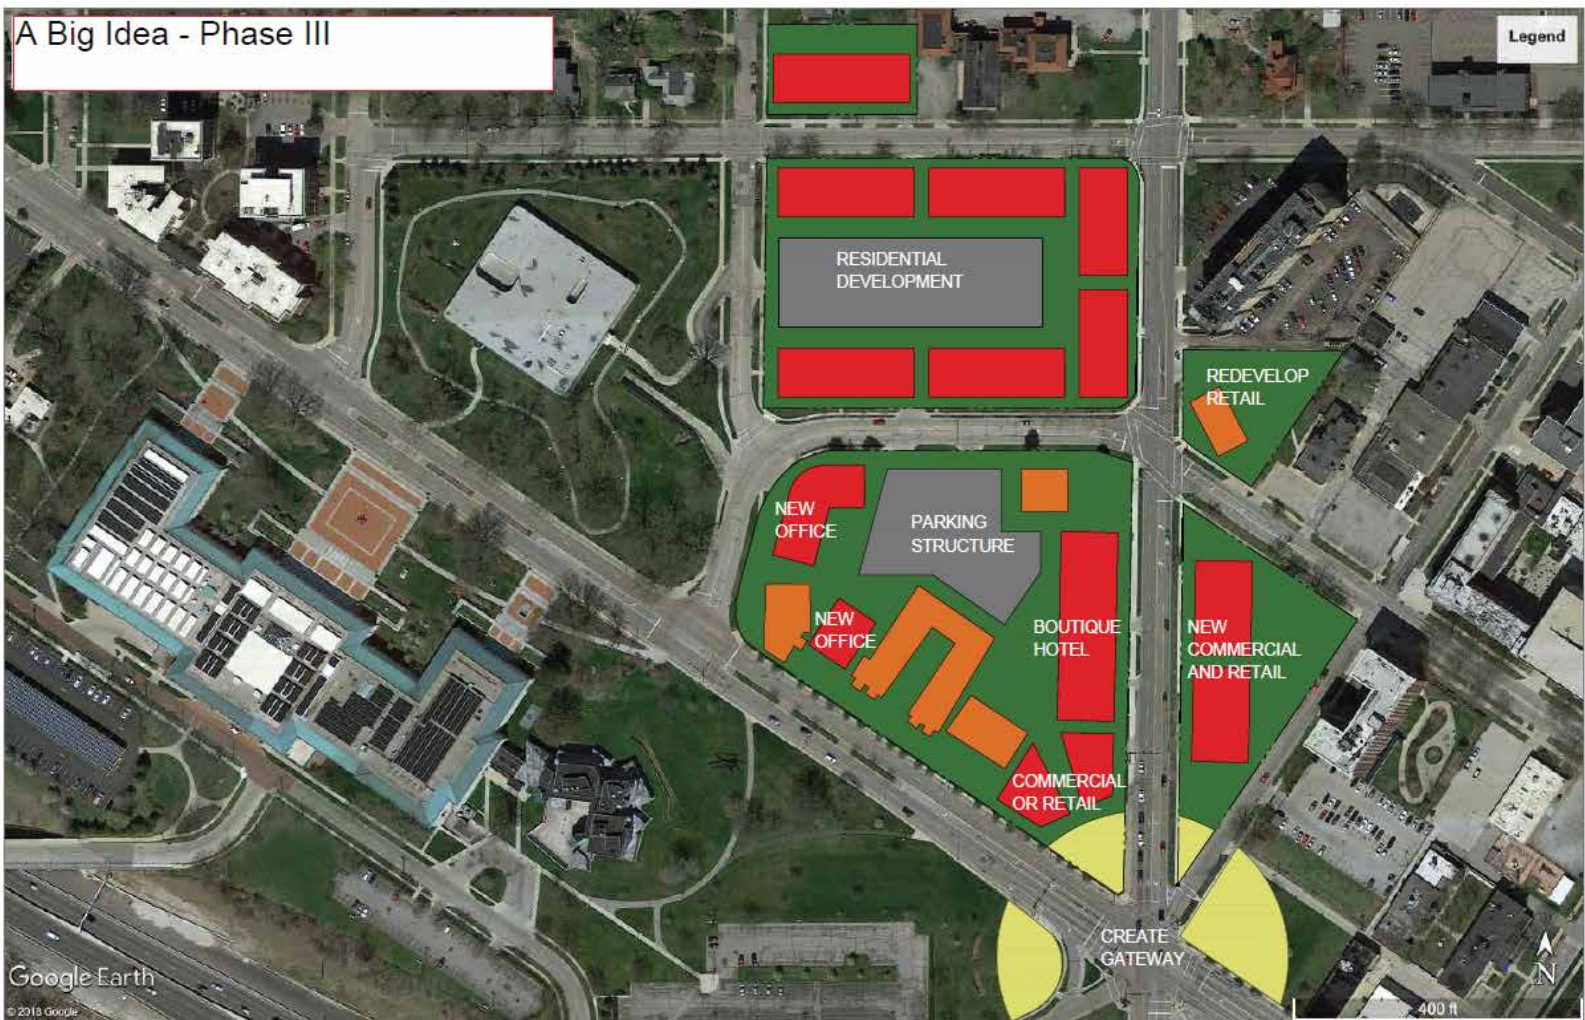 A Big Idea - Phase III
Legend
RESIDENTIAL
DEVELOPMENT
REDEVELOP
RETAIL
NEW
OFFICE
PARKING
STRUCTURE
NEW
OFFICE
BOUTIQUE
HOTEL
NEW
COMMERCIAL
AND RETAIL
COMMERCIAL
OR RETAIL
CREATE
GATEWAY
Google Earth
© 2018 Google
N
400 ft